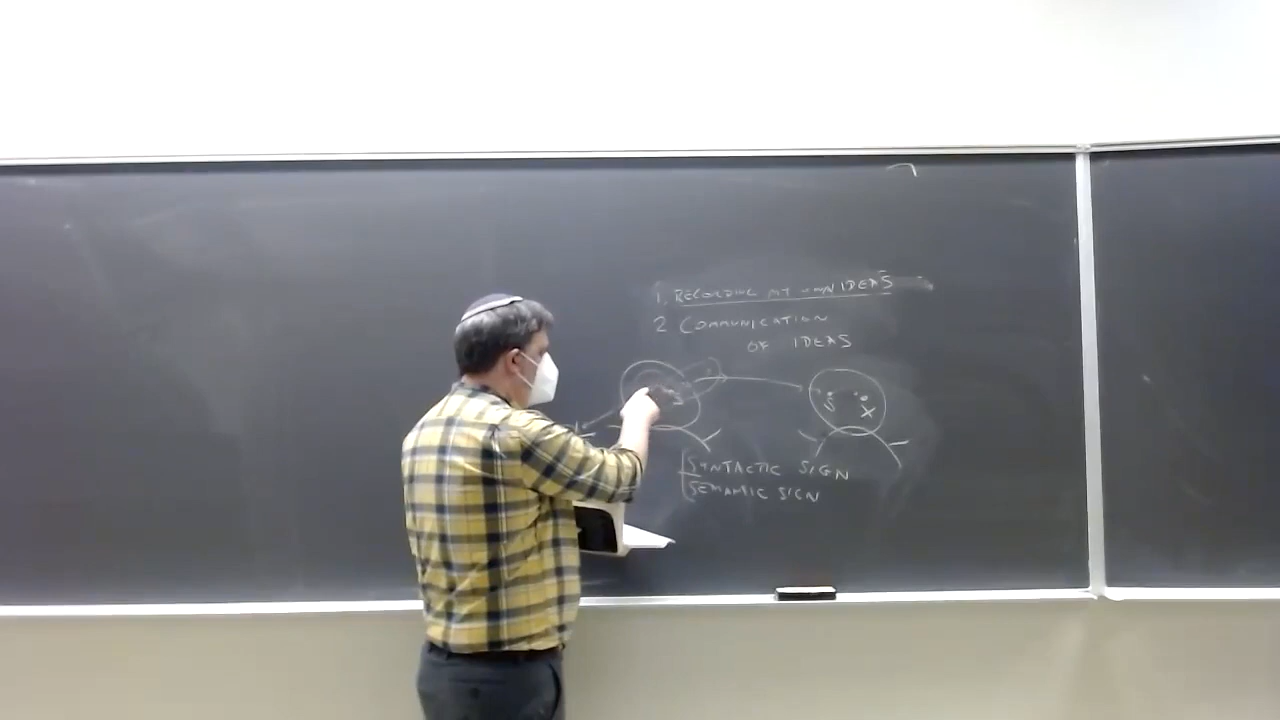 1. RECORDING MY OWN IDEAS
2 COMMUNICATION
OF IDEAS
S X
SYNTACTIC SIGN
SEMANTIC SIGN